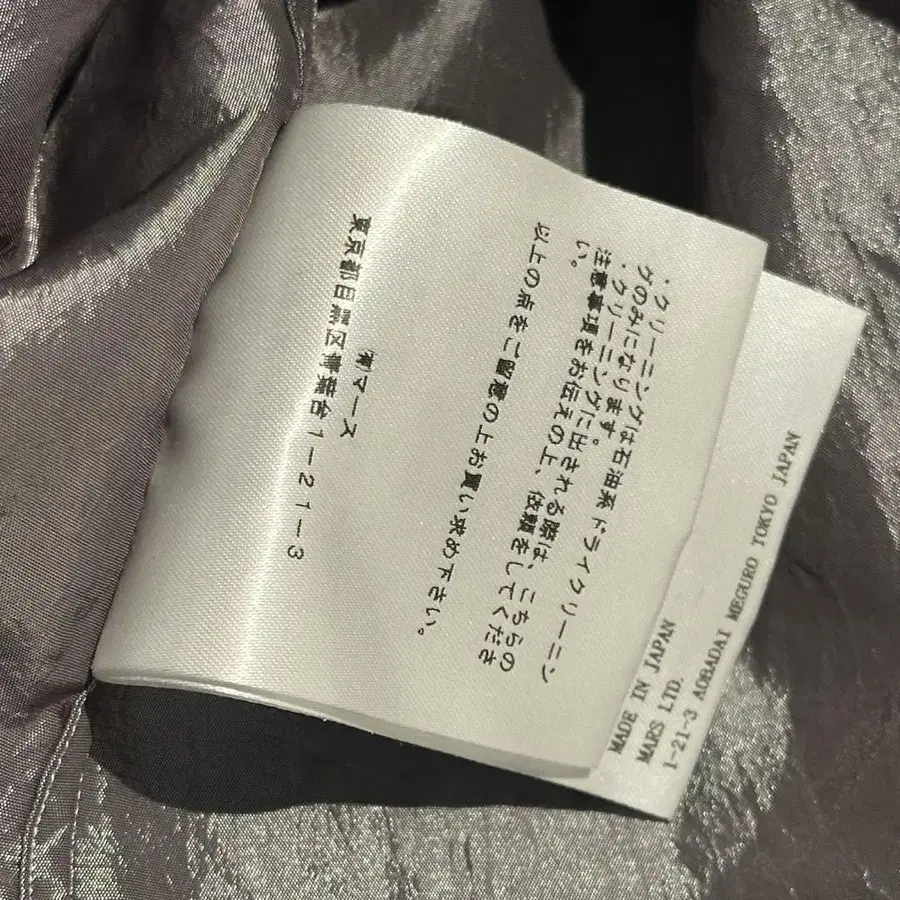 ・クリーニングは石油系ドライクリーニン
グのみになります。
・クリーニングに出される際は、こちらの
注意事項をお伝えの上、依頼をしてくださ
い。
以上の点をご留意の上お買い求め下さい。
㈲マース
東京都目黒区青葉台1-21-3
MADE IN JAPAN
MARS LTD.
1-21-3 AOBADAI MEGURO TOKYO JAPAN